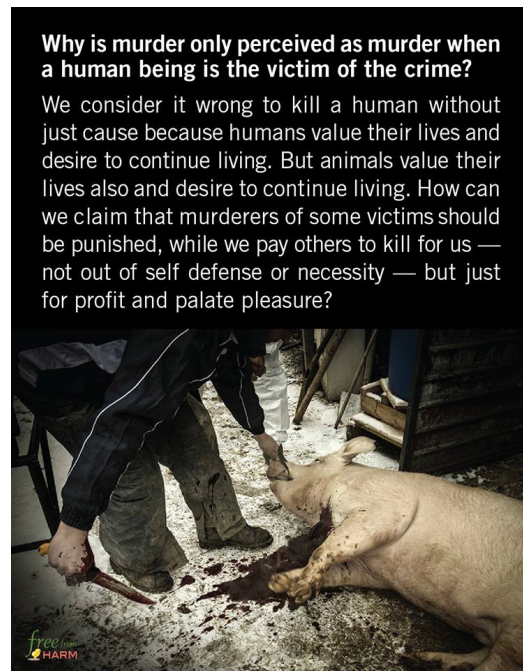 Why is murder only perceived as murder when
a human being is the victim of the crime?
We consider it wrong to kill a human without
just cause because humans value their lives and
desire to continue living. But animals value their
lives also and desire to continue living. How can
we claim that murderers of some victims should
be punished, while we pay others to kill for us —
not out of self defense or necessity — but just
for profit and palate pleasure?
free from
HARM